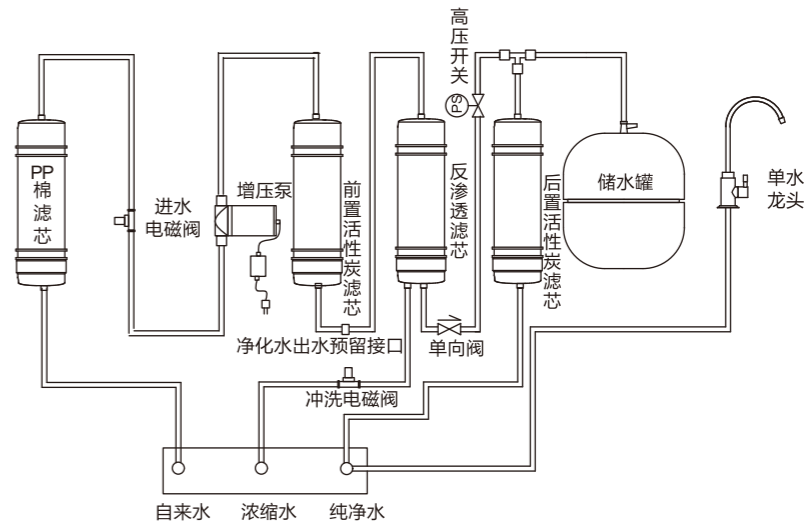 高压开关
PS
PP棉滤芯
进水
电磁阀
增压泵
前置活性炭滤芯
反渗透滤芯
后置活性炭滤芯
储水罐
单水
龙头
净化水出水预留接口
单向阀
冲洗电磁阀
自来水
浓缩水
纯净水